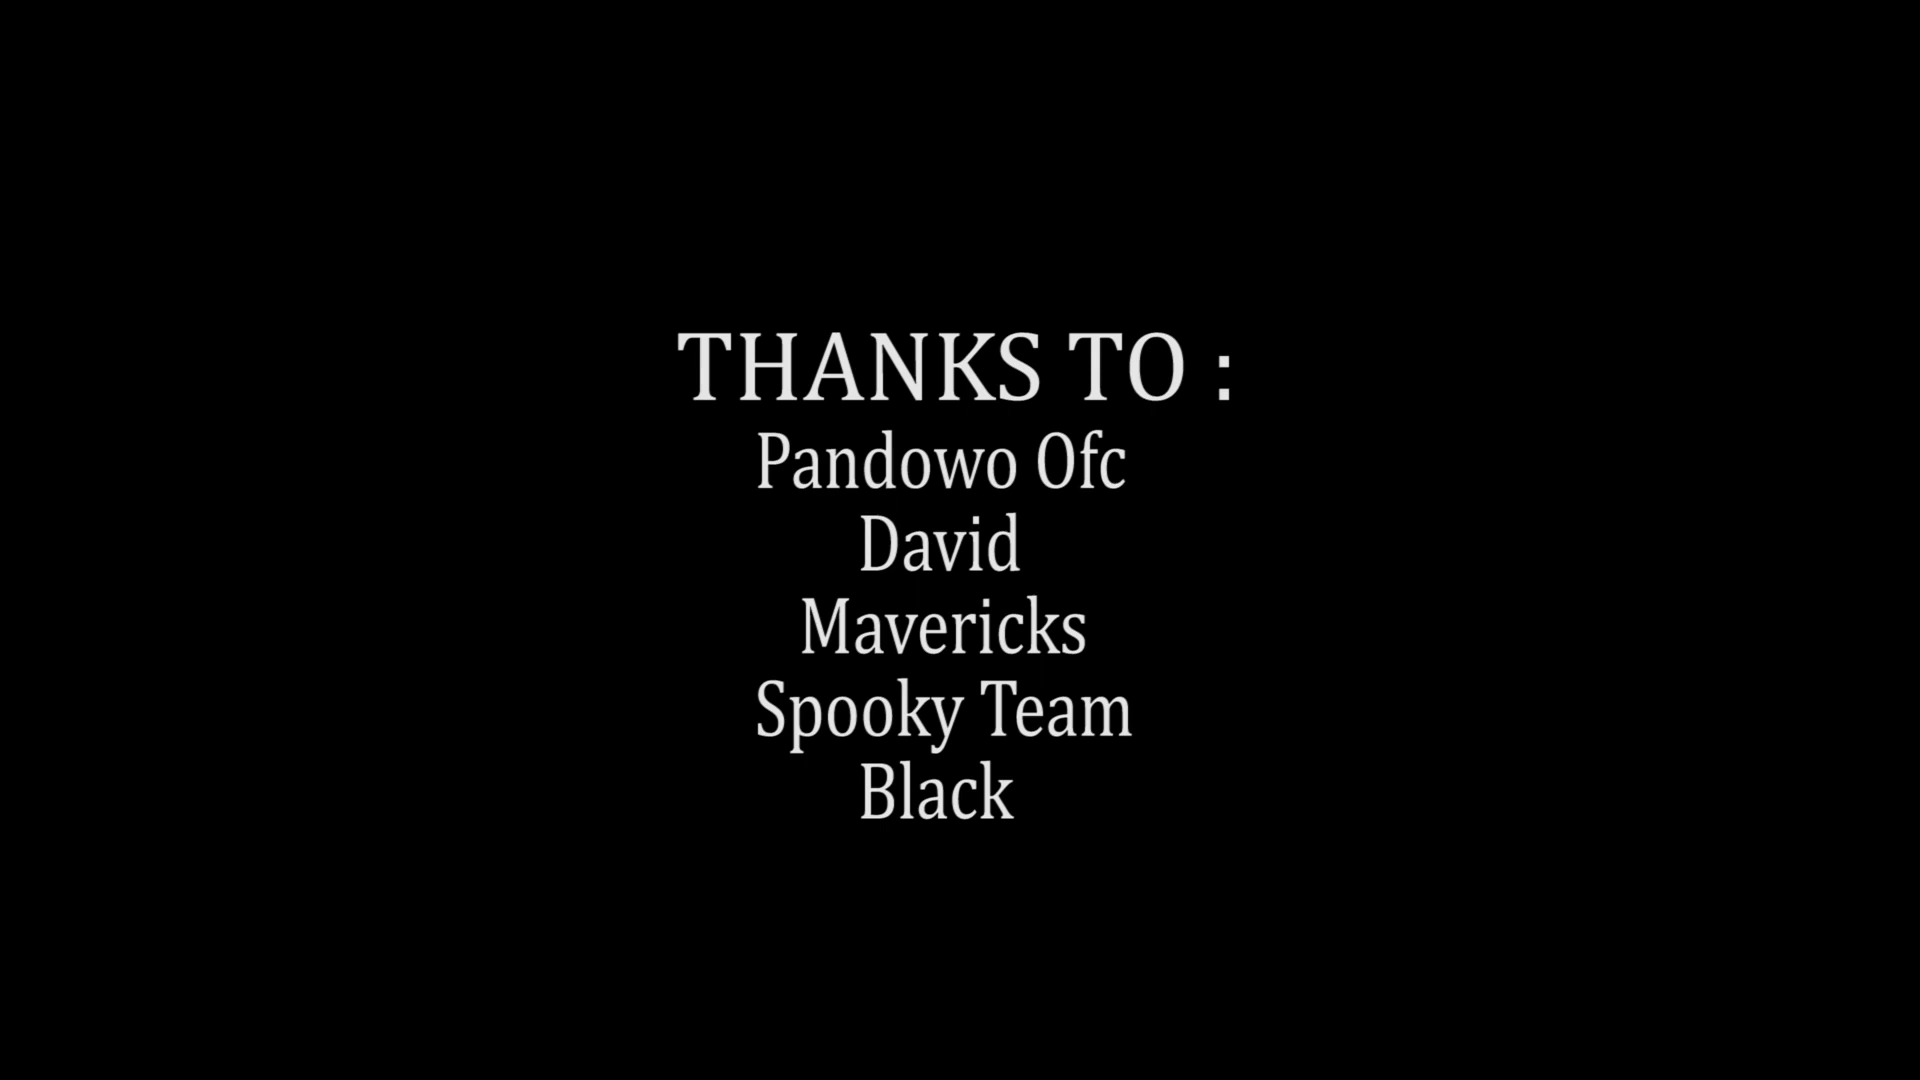 THANKS TO :
Pandowo Ofc
David
Mavericks
Spooky Team
Black